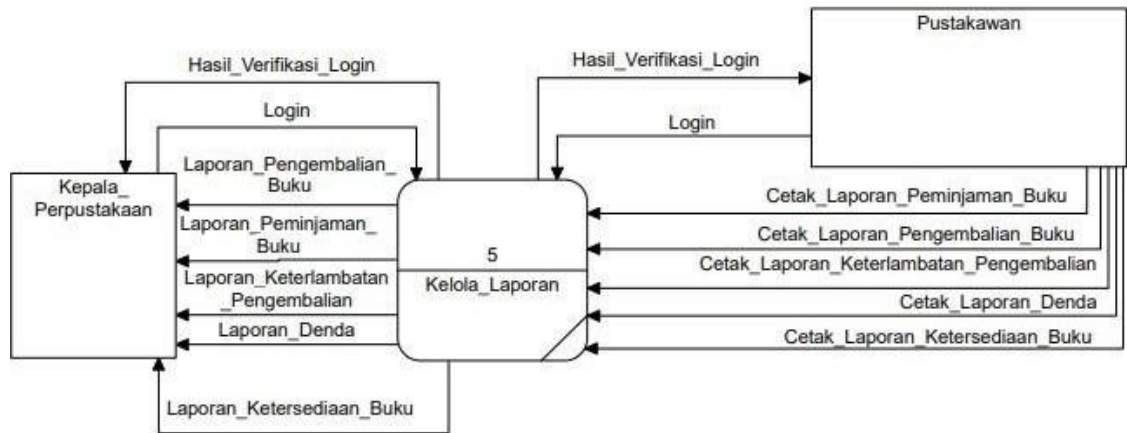 Pustakawan
Hasil_Verifikasi_Login
Hasil_Verifikasi_Login
Login
Login
Laporan_Pengembalian_
Buku
Kepala_
Perpustakaan
Laporan_Peminjaman_
Buku
Laporan_Keterlambatan
_Pengembalian
Laporan_Denda
Laporan_Ketersediaan_Buku
5
Kelola_Laporan
Cetak_Laporan_Peminjaman_Buku
Cetak_Laporan_Pengembalian_Buku
Cetak_Laporan_Keterlambatan_Pengembalian
Cetak_Laporan_Denda
Cetak_Laporan_Ketersediaan_Buku